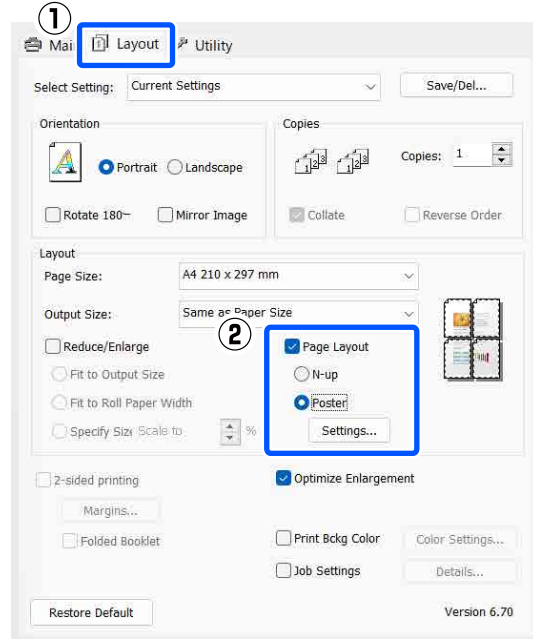 ①
Mai Layout Utility
Select Setting: Current Settings Save/Del...
Orientation
Copies
Portrait Landscape
Copies: 1
Rotate 180 Mirror Image
Collate Reverse Order
Layout
Page Size: A4 210 x 297 mm
Output Size: Same as Paper Size
②
Reduce/Enlarge
Page Layout
Fit to Output Size
N-up
Fit to Roll Paper Width
Poster
Specify Size Scale to %
Settings...
2-sided printing
Optimize Enlargement
Margins...
Folded Booklet
Print Bckg Color Color Settings...
Job Settings Details...
Restore Default Version 6.70